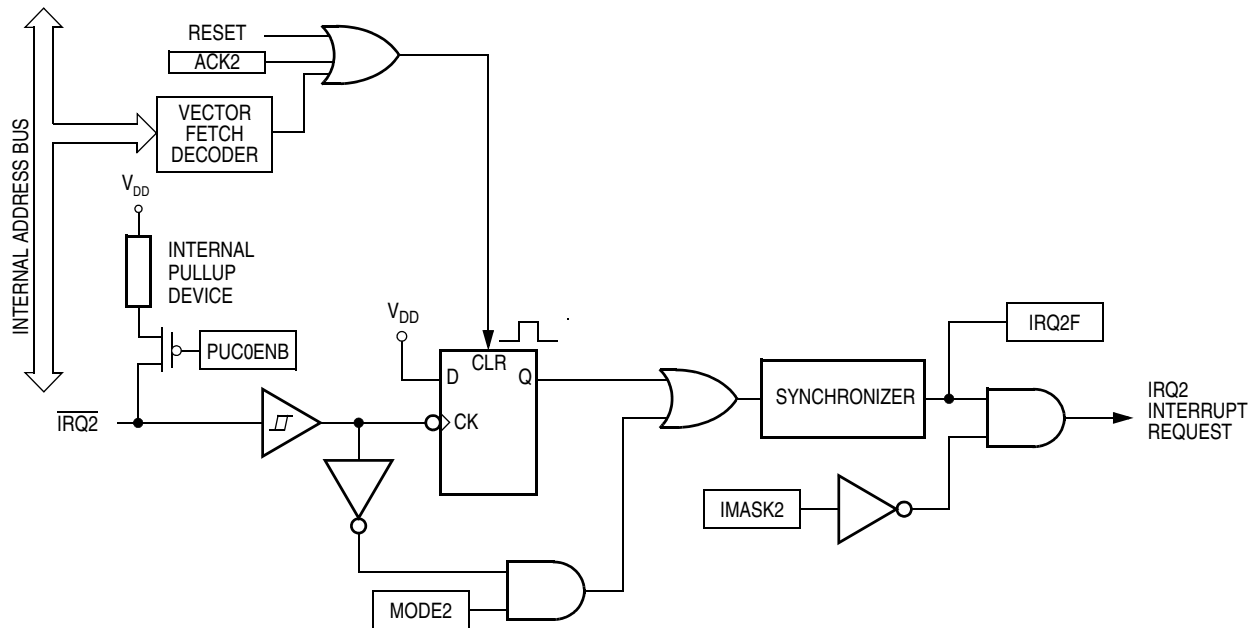 RESET
ACK2
VECTOR
FETCH
DECODER
INTERNAL ADDRESS BUS
VDD
INTERNAL
PULLUP
DEVICE
PUC0ENB
IRQ2
VDD
D
CLR
Q
CK
MODE2
SYNCHRONIZER
IRQ2F
IMASK2
IRQ2
INTERRUPT
REQUEST